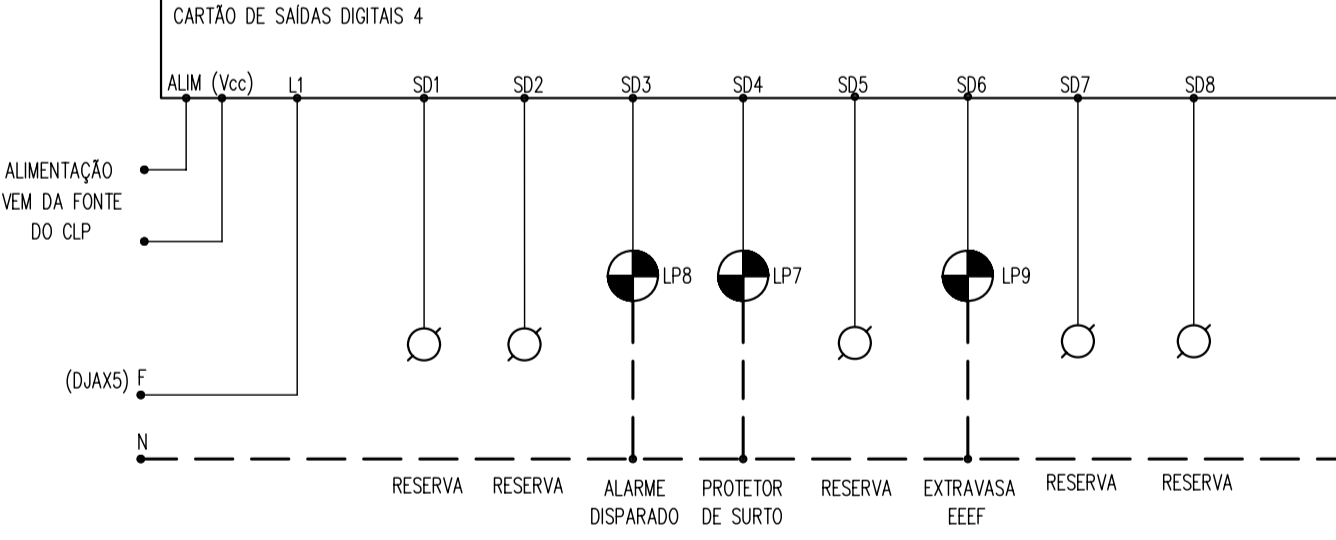 CARTÃO DE SAÍDAS DIGITAIS 4
ALIM (Vcc) L1 SD1 SD2 SD3 SD4 SD5 SD6 SD7 SD8
ALIMENTAÇÃO
VEM DA FONTE
DO CLP
LP8 LP7 LP9
(DJAX5) F
N
RESERVA RESERVA ALARME PROTETOR RESERVA EXTRAVASA RESERVA RESERVA
DISPARADO DE SURTO EEEF